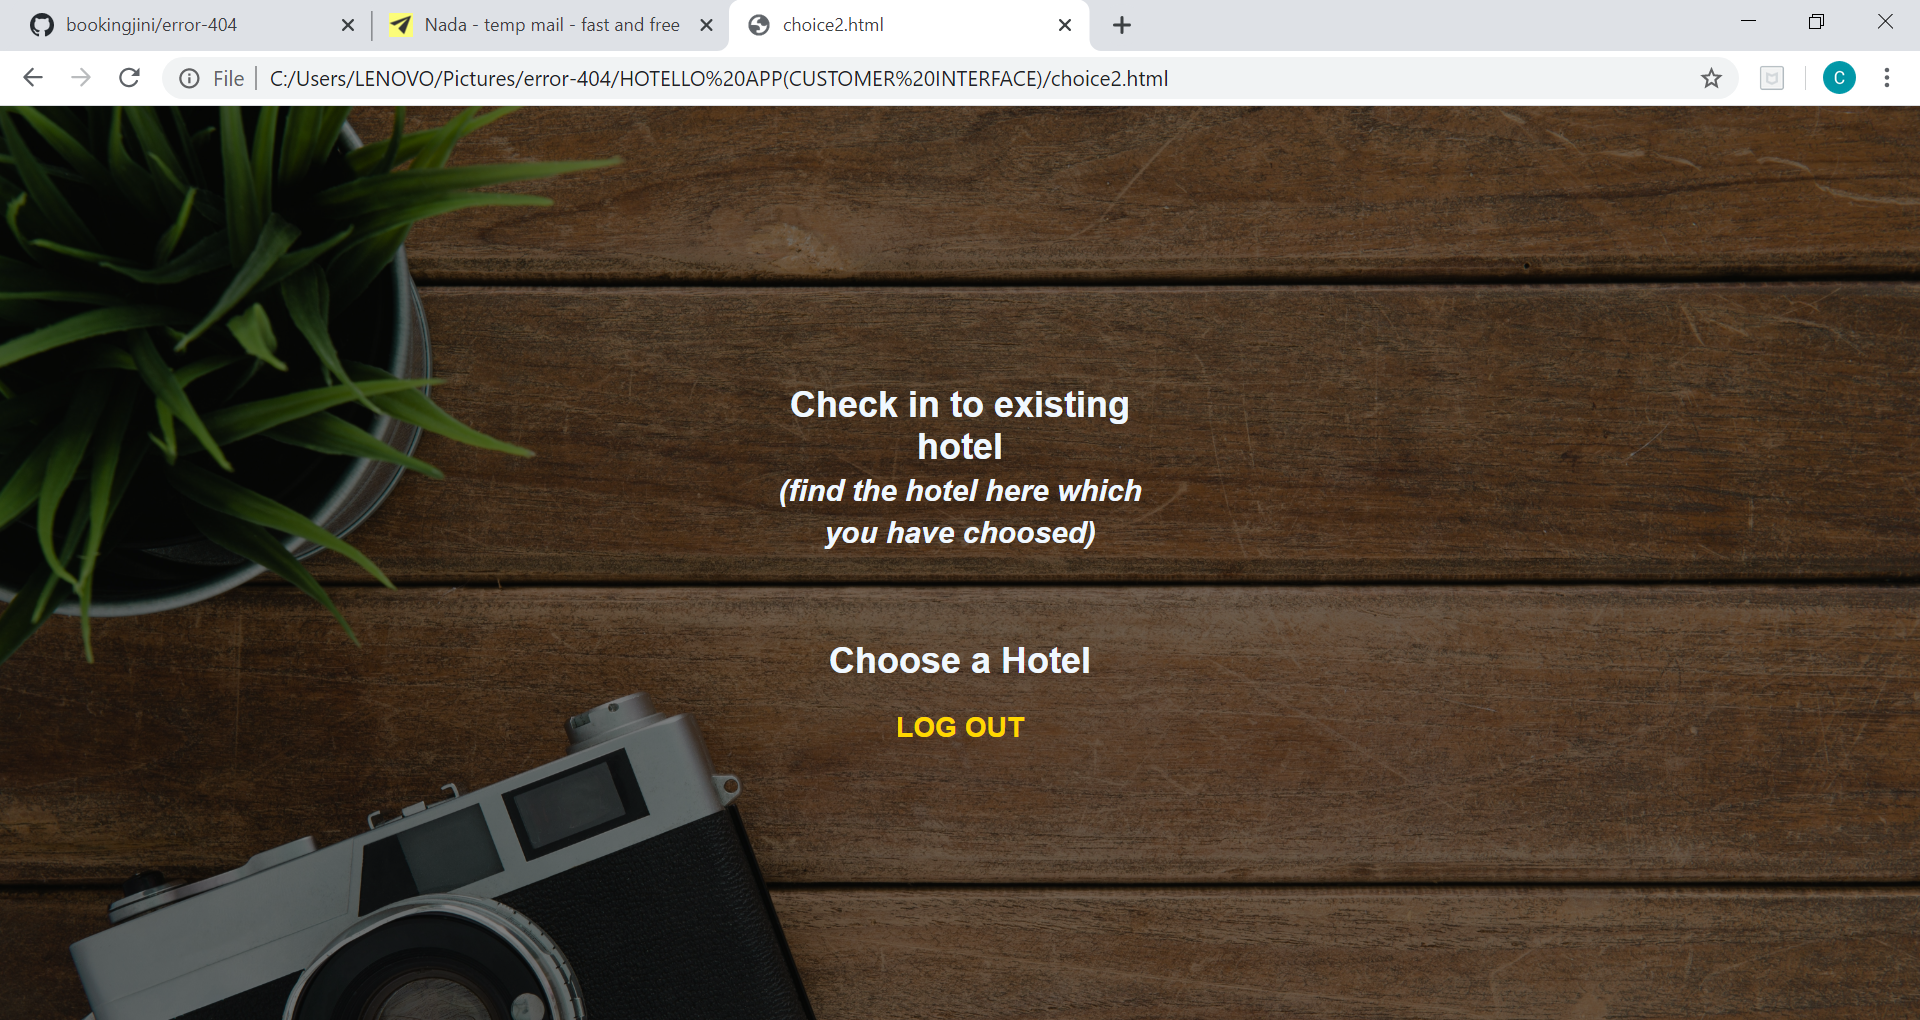 bookingjini/error-404
Nada - temp mail - fast and free
choice2.html
File
C:/Users/LENOVO/Pictures/error-404/HOTELLO%20APP(CUSTOMER%20INTERFACE)/choice2.html
C
Check in to existing
hotel
(find the hotel here which
you have choosed)
Choose a Hotel
LOG OUT